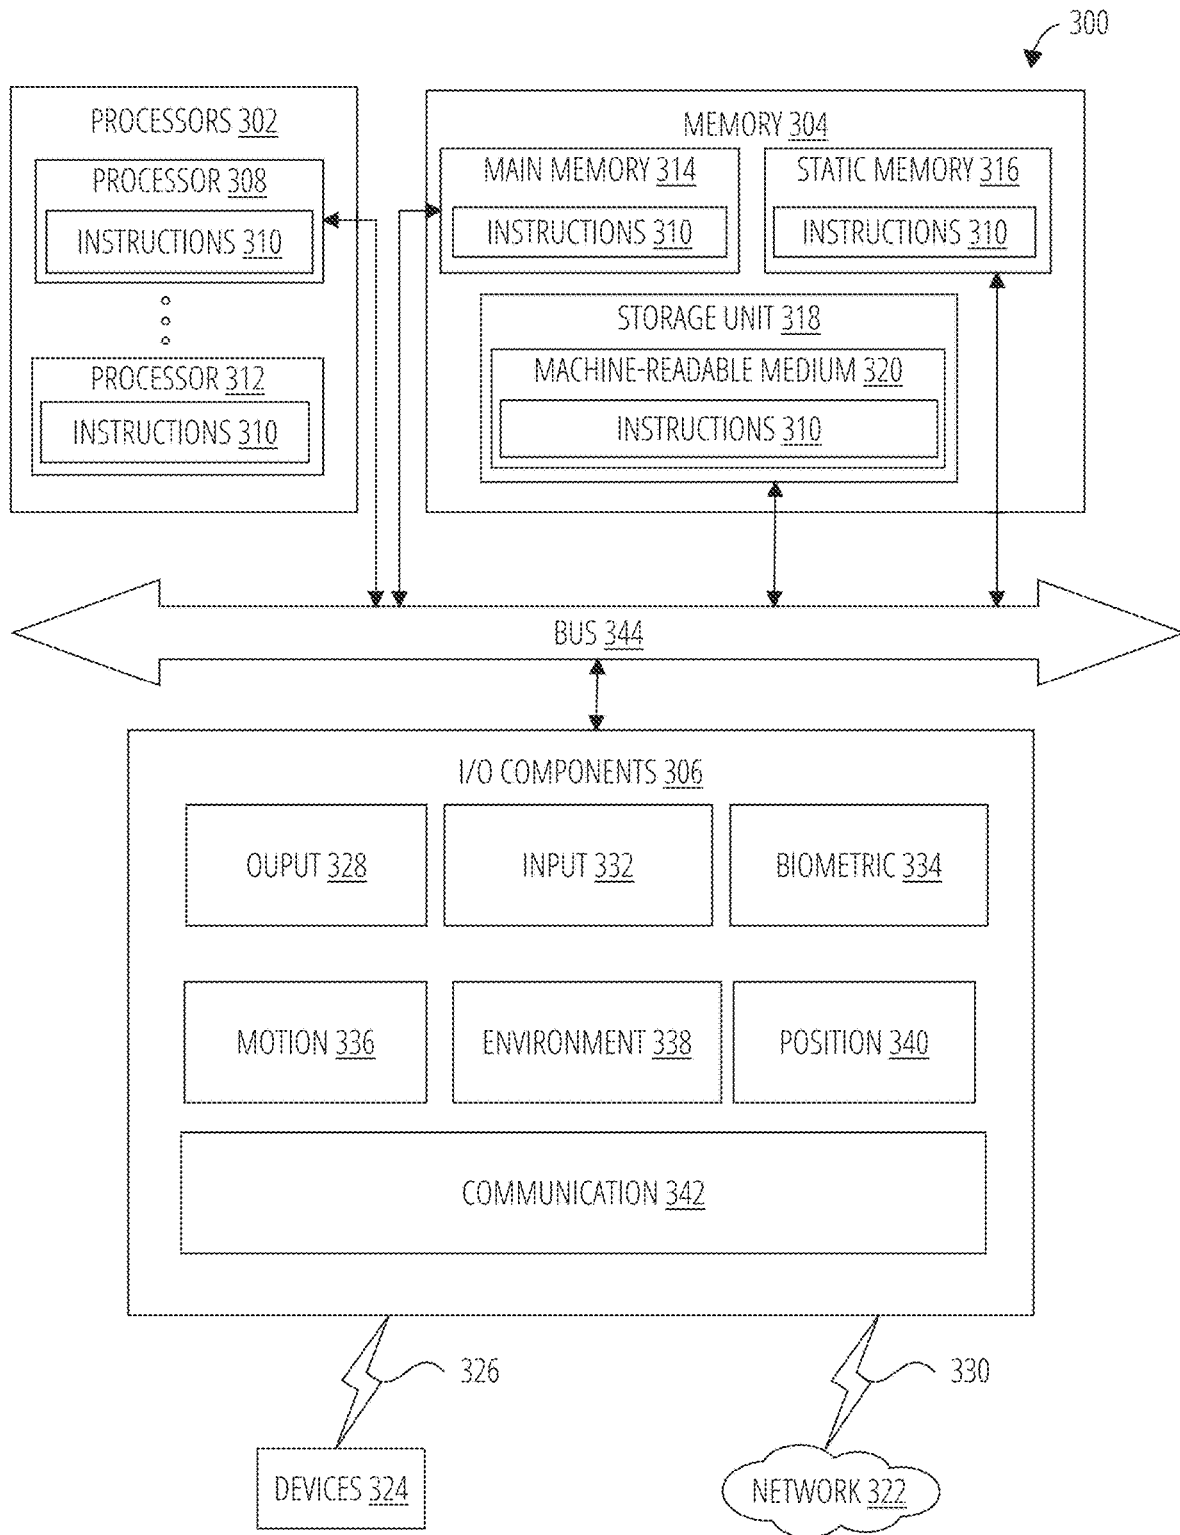 300
PROCESSORS 302
PROCESSOR 308
INSTRUCTIONS 310
PROCESSOR 312
INSTRUCTIONS 310
MEMORY 304
MAIN MEMORY 314
INSTRUCTIONS 310
STATIC MEMORY 316
INSTRUCTIONS 310
STORAGE UNIT 318
MACHINE-READABLE MEDIUM 320
INSTRUCTIONS 310
BUS 344
I/O COMPONENTS 306
OUPUT 328
INPUT 332
BIOMETRIC 334
MOTION 336
ENVIRONMENT 338
POSITION 340
COMMUNICATION 342
326
330
DEVICES 324
NETWORK 322